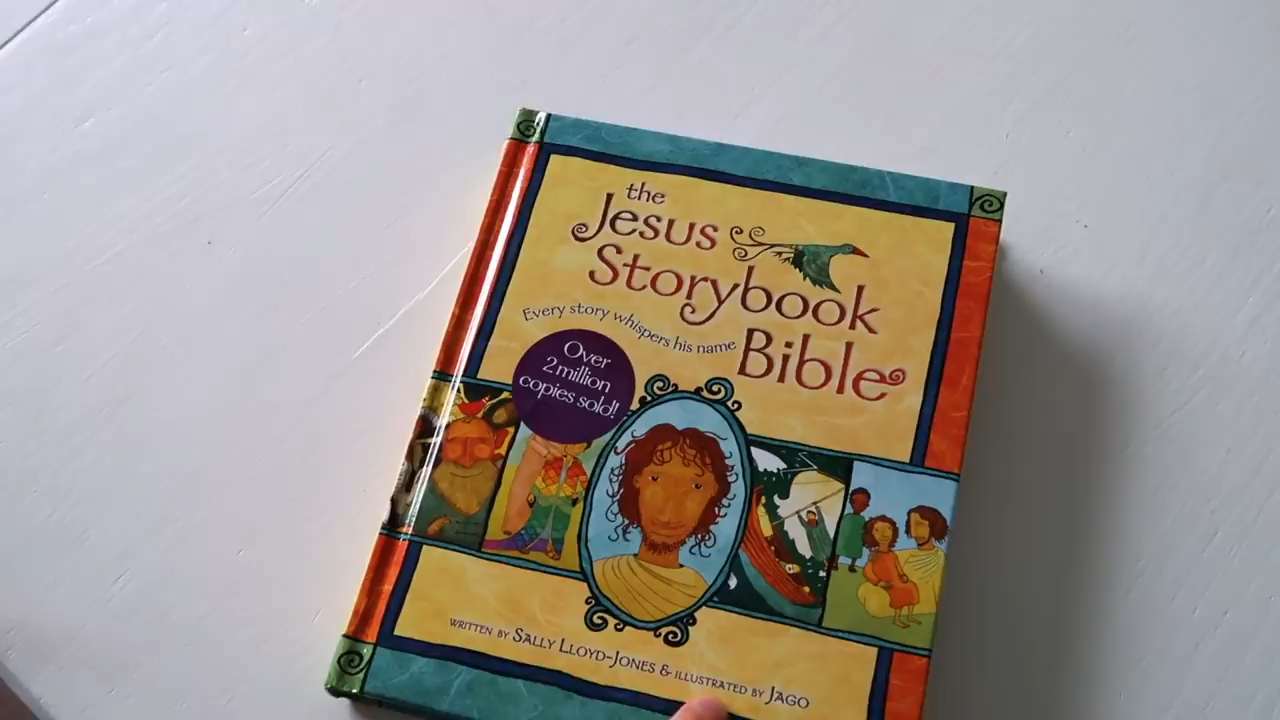 the
Jesus
Storybook
Bible
Every story whispers his name
Over
2 million
copies sold!
WRITTEN BY SALLY LLOYD-JONES & ILLUSTRATED BY JAGO